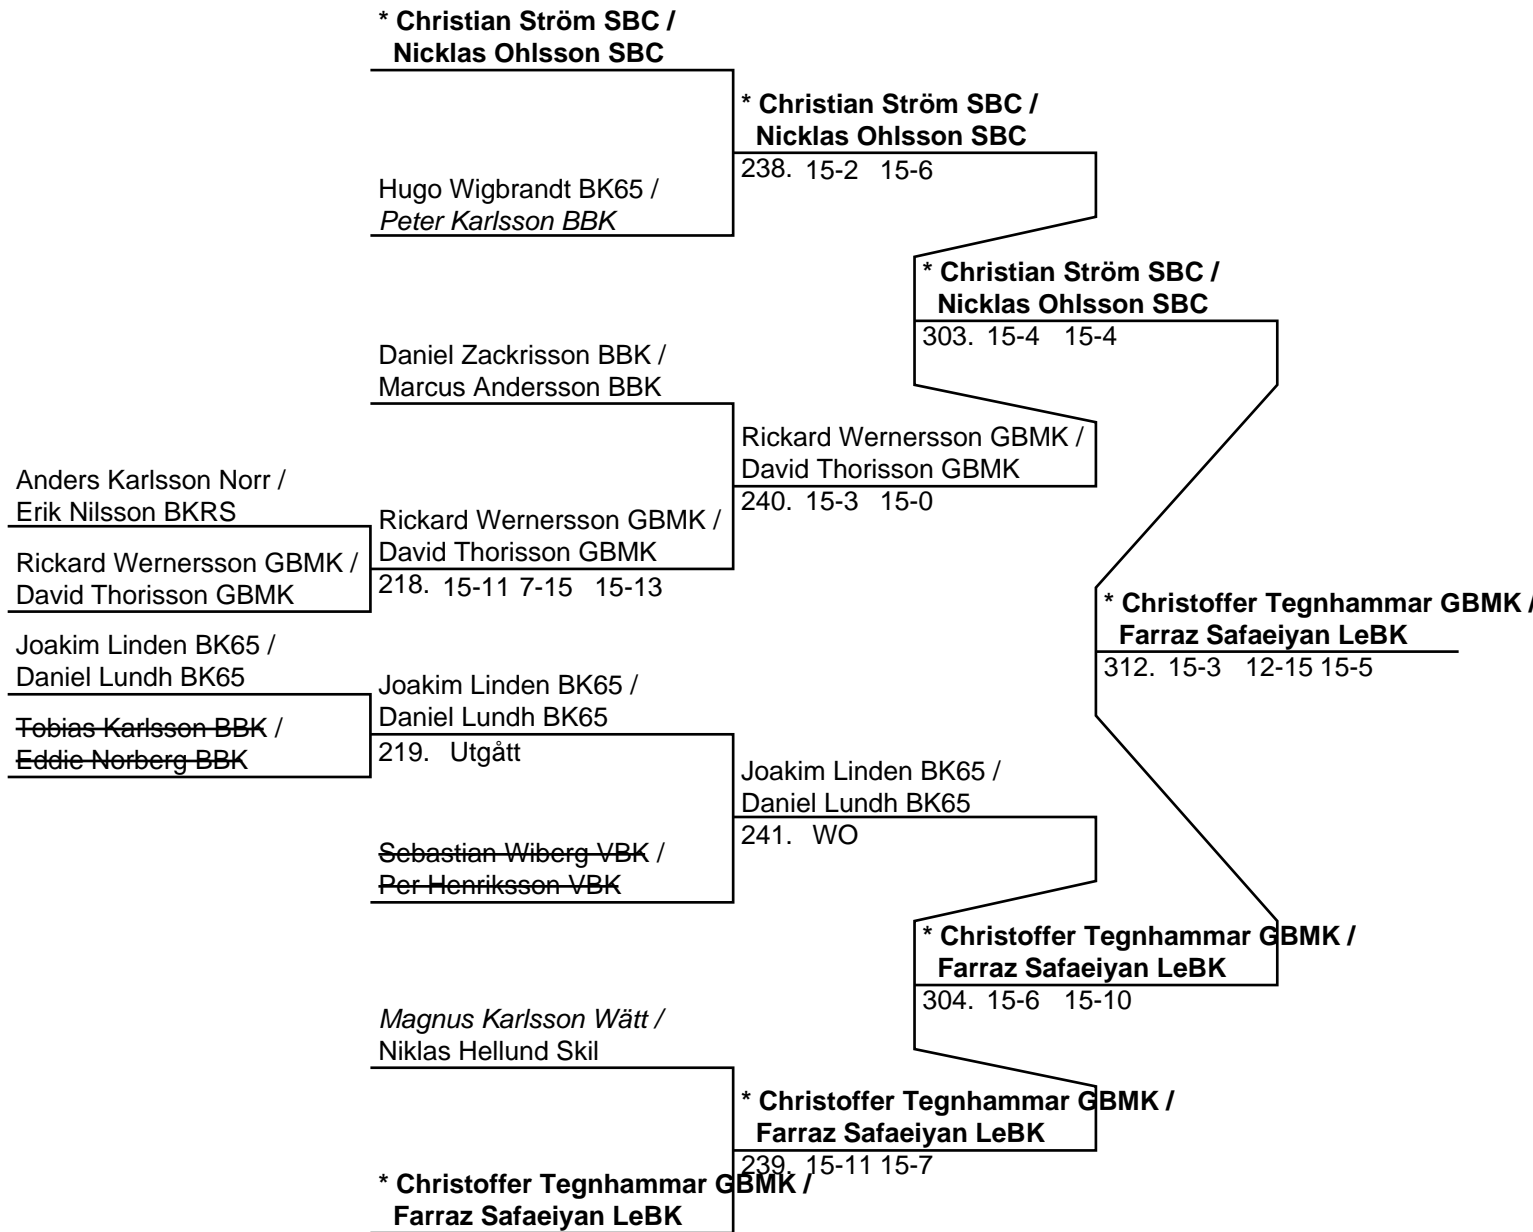 * Christian Ström SBC /
Nicklas Ohlsson SBC
* Christian Ström SBC /
Nicklas Ohlsson SBC
238. 15-2 15-6
Hugo Wigbrandt BK65 /
Peter Karlsson BBK
* Christian Ström SBC /
Nicklas Ohlsson SBC
303. 15-4 15-4
Daniel Zackrisson BBK /
Marcus Andersson BBK
Rickard Wernersson GBMK /
David Thorisson GBMK
240. 15-3 15-0
Anders Karlsson Norr /
Erik Nilsson BKRS
Rickard Wernersson GBMK /
David Thorisson GBMK
218. 15-11 7-15 15-13
Rickard Wernersson GBMK /
David Thorisson GBMK
* Christoffer Tegnhammar GBMK /
Farraz Safaeiyan LeBK
312. 15-3 12-15 15-5
Joakim Linden BK65 /
Daniel Lundh BK65
Joakim Linden BK65 /
Daniel Lundh BK65
219. Utgått
Tobias Karlsson BBK /
Eddie Norberg BBK
Joakim Linden BK65 /
Daniel Lundh BK65
241. WO
Sebastian Wiberg VBK /
Per Henriksson VBK
* Christoffer Tegnhammar GBMK /
Farraz Safaeiyan LeBK
304. 15-6 15-10
Magnus Karlsson Wätt /
Niklas Hellund Skil
* Christoffer Tegnhammar GBMK /
Farraz Safaeiyan LeBK
239. 15-11 15-7
* Christoffer Tegnhammar GBMK /
Farraz Safaeiyan LeBK